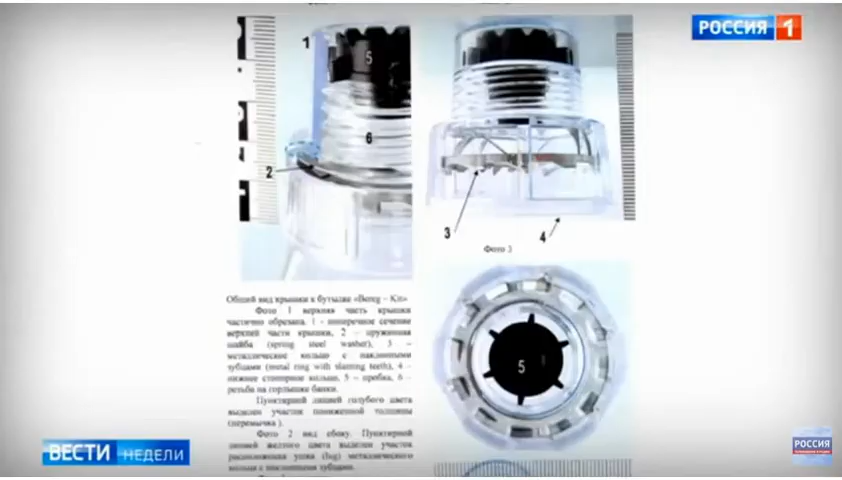 РОССИЯ 1
1
5
6
2
3
4
Фото 3
5
Общий вид крышки к бутылке «Bereg – Kit»
Фото 1 верхняя часть крышки
частично обрезана. 1 - поперечное сечение
верхней части крышки, 2 – пружинная
шайба (spring steel washer), 3 –
металлическое кольцо с наклонными
зубцами (metal ring with slanting teeth), 4 –
нижнее стопорное кольцо, 5 – пробка, 6 –
резьба на горлышке банки.
Пунктирной линией голубого цвета
выделен участок пониженной толщины
(перемычка ).
Фото 2 вид сбоку. Пунктирной
линией желтого цвета выделен участок
расположения уша (lug) металлического
кольца с наклонными зубцами.
ВЕСТИ НЕДЕЛИ
РОССИЯ